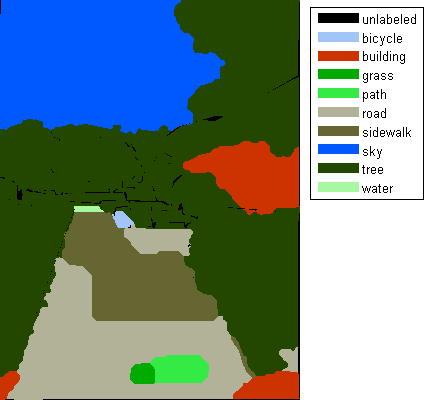 unlabeled
bicycle
building
grass
path
road
sidewalk
sky
tree
water